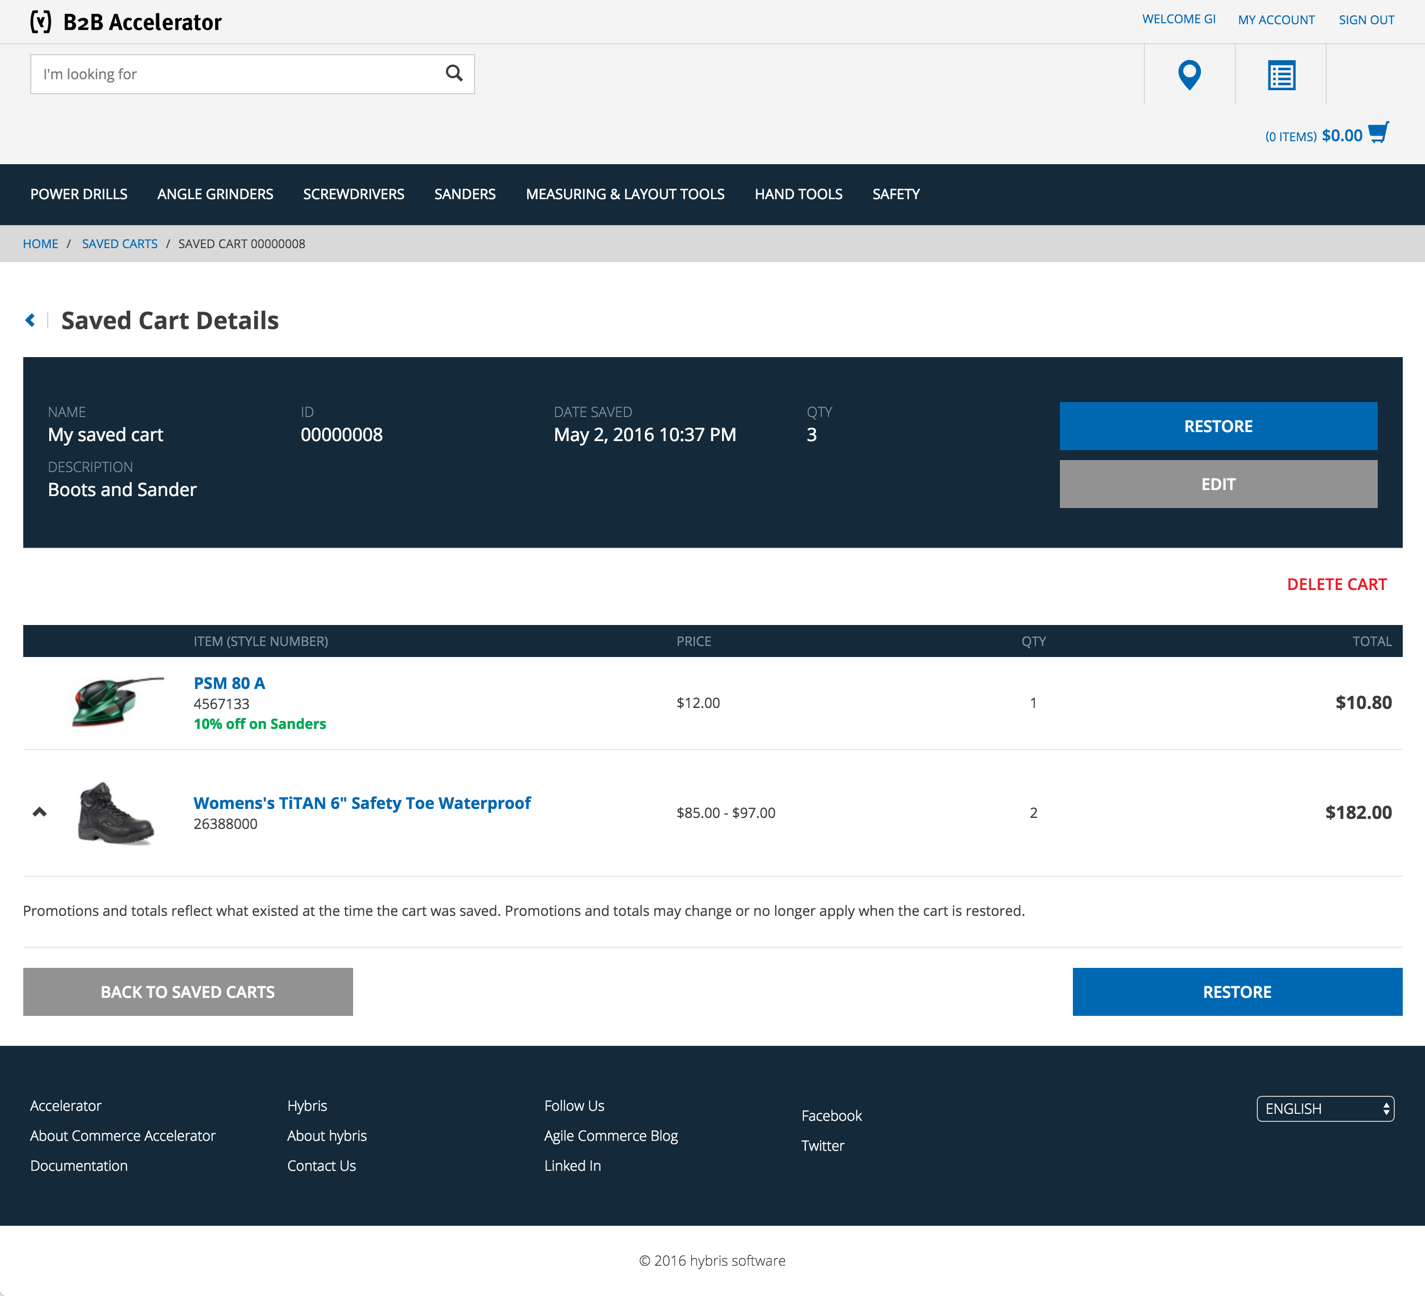 B2B Accelerator
WELCOME GI MY ACCOUNT SIGN OUT
I'm looking for
(0 ITEMS) $0.00
POWER DRILLS ANGLE GRINDERS SCREWDRIVERS SANDERS MEASURING & LAYOUT TOOLS HAND TOOLS SAFETY
HOME / SAVED CARTS / SAVED CART 00000008
Saved Cart Details
NAME ID DATE SAVED QTY
My saved cart 00000008 May 2, 2016 10:37 PM 3
RESTORE
DESCRIPTION
Boots and Sander
EDIT
DELETE CART
ITEM (STYLE NUMBER) PRICE QTY TOTAL
PSM 80 A
4567133 $12.00 1 $10.80
10% off on Sanders
Womens's TiTAN 6" Safety Toe Waterproof
26388000 $85.00 - $97.00 2 $182.00
Promotions and totals reflect what existed at the time the cart was saved. Promotions and totals may change or no longer apply when the cart is restored.
BACK TO SAVED CARTS RESTORE
Accelerator
About Commerce Accelerator
Documentation
Hybris
About hybris
Contact Us
Follow Us
Agile Commerce Blog
Linked In
Facebook
Twitter
ENGLISH
© 2016 hybris software